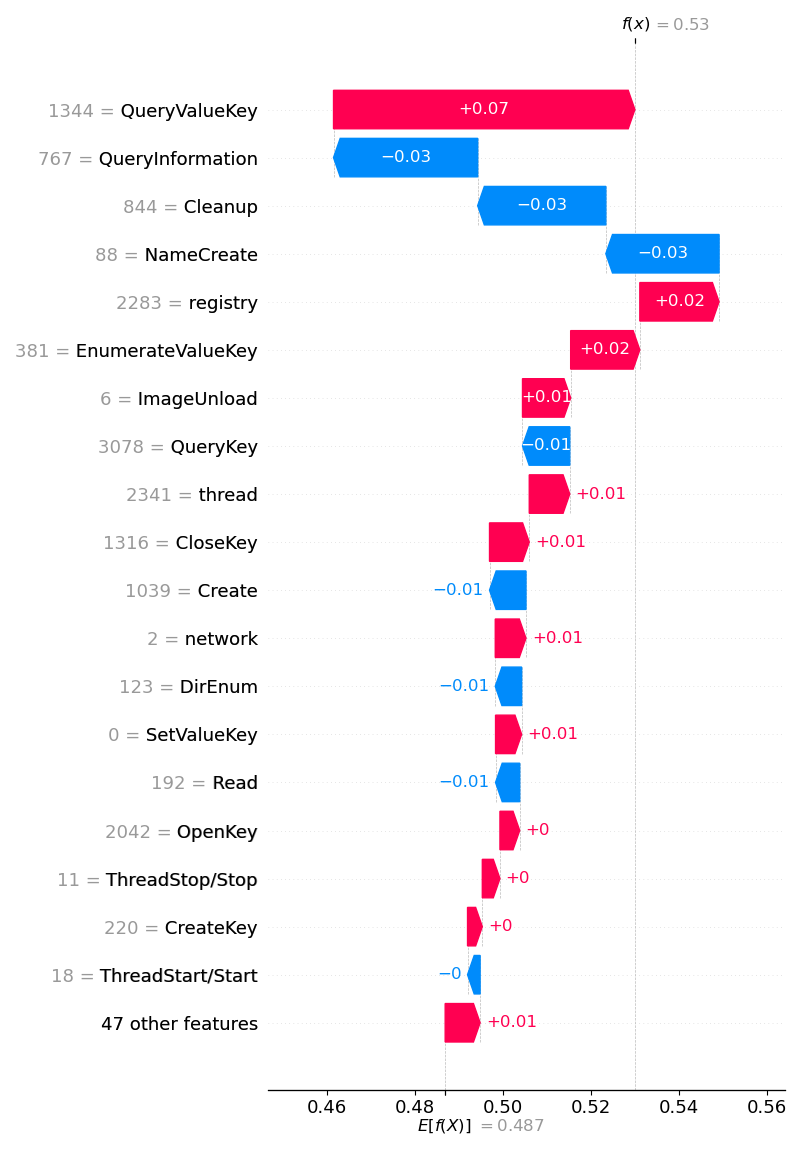 f(x) = 0.53
1344 = QueryValueKey +0.07
767 = QueryInformation −0.03
844 = Cleanup −0.03
88 = NameCreate −0.03
2283 = registry +0.02
381 = EnumerateValueKey +0.02
6 = ImageUnload +0.01
3078 = QueryKey −0.01
2341 = thread +0.01
1316 = CloseKey +0.01
1039 = Create −0.01
2 = network +0.01
123 = DirEnum −0.01
0 = SetValueKey +0.01
192 = Read −0.01
2042 = OpenKey +0
11 = ThreadStop/Stop +0
220 = CreateKey +0
18 = ThreadStart/Start −0
47 other features +0.01
0.46 0.48 0.50 0.52 0.54 0.56
E[f(X)] = 0.487